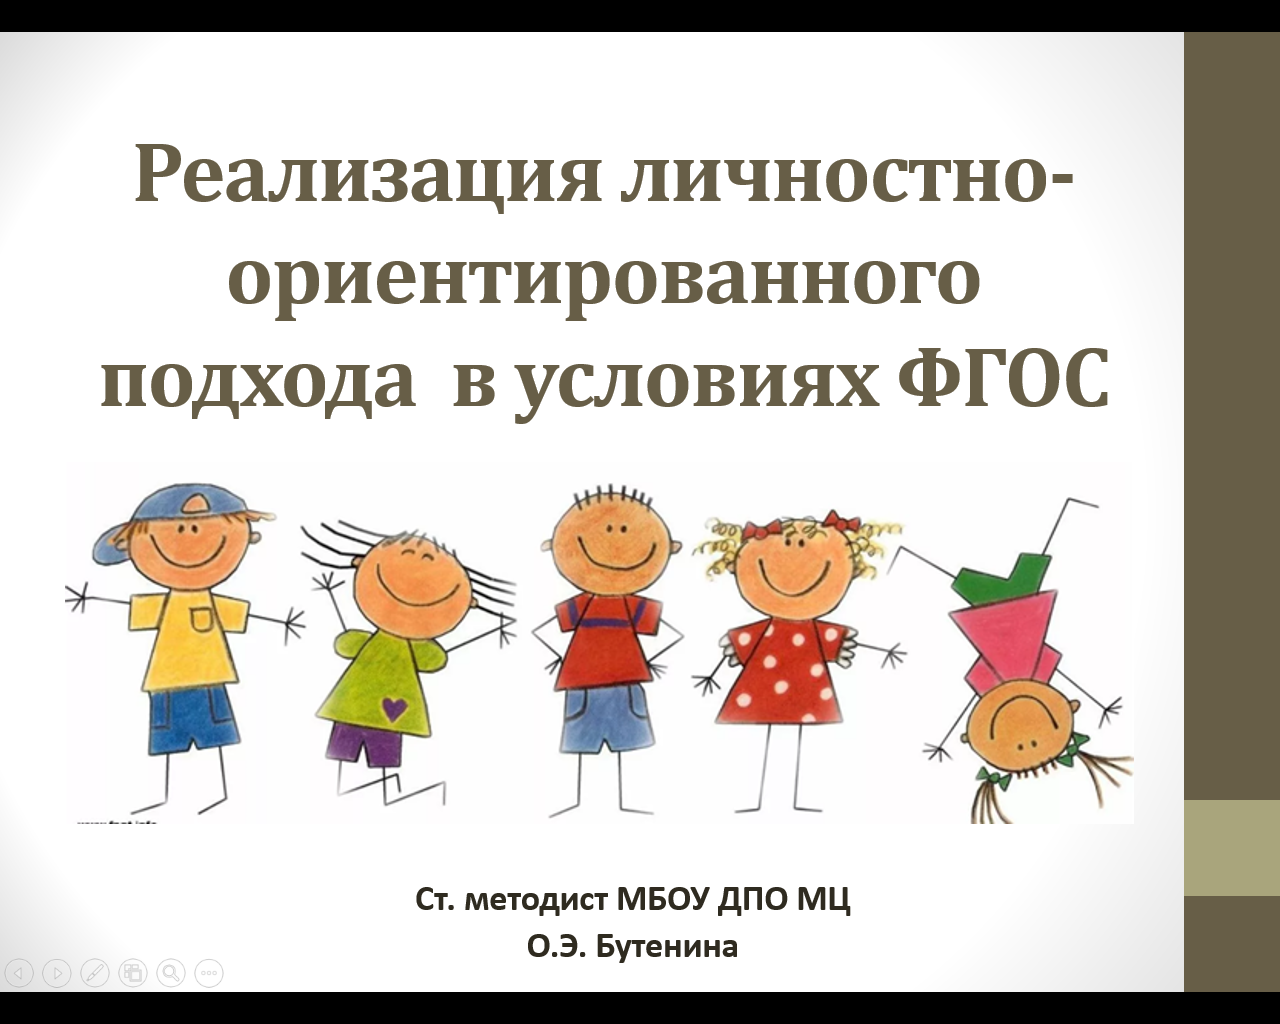 Реализация личностно-
ориентированного
подхода в условиях ФГОС
Ст. методист МБОУ ДПО МЦ
О.Э. Бутенина